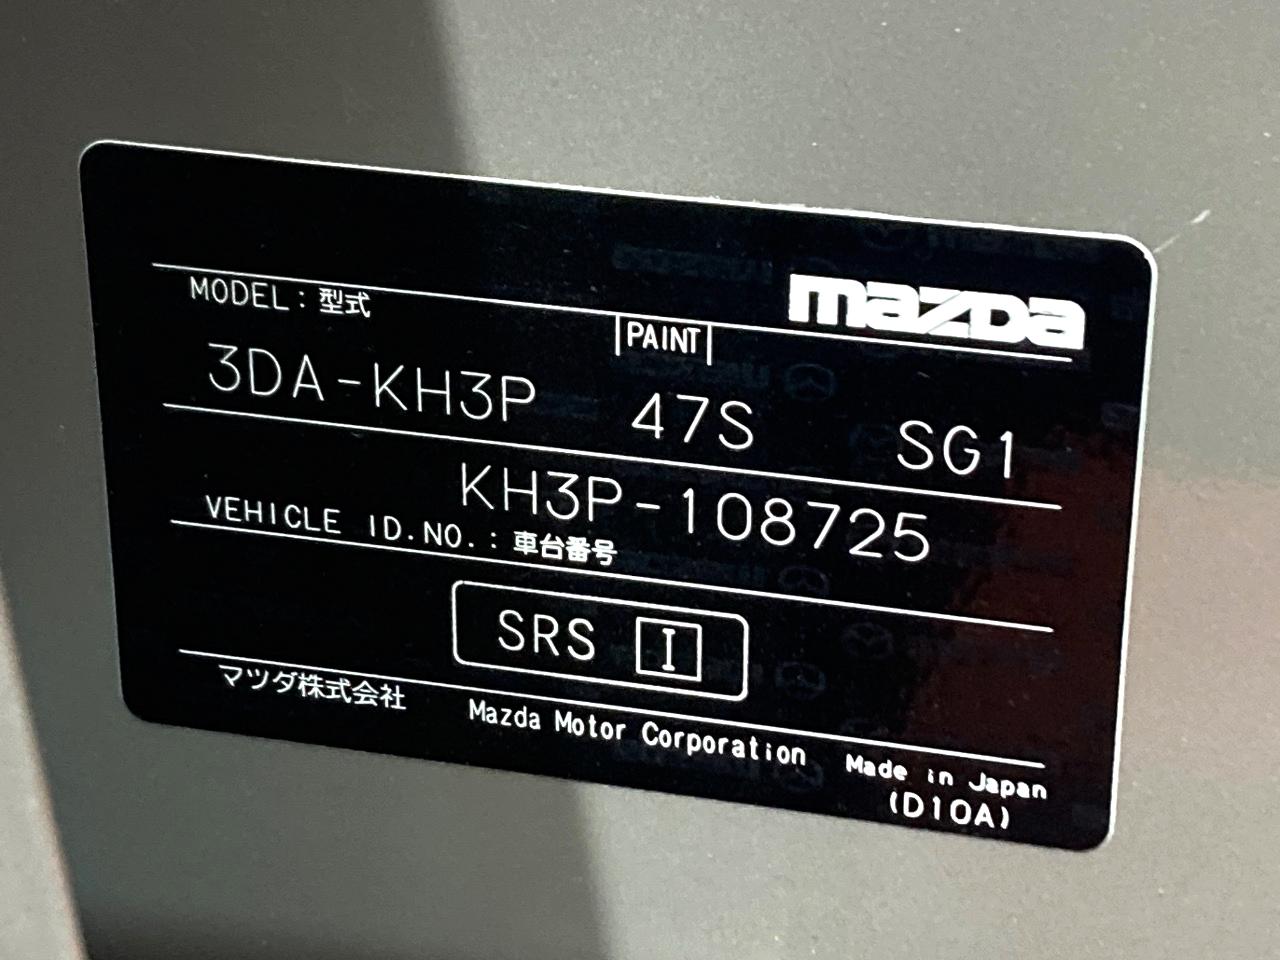 mazda
MODEL : 型式
PAINT
3DA-KH3P 47S SG1
KH3P-108725
VEHICLE ID.NO. : 車台番号
SRS I
マツダ株式会社 Mazda Motor Corporation Made in Japan
(D10A)